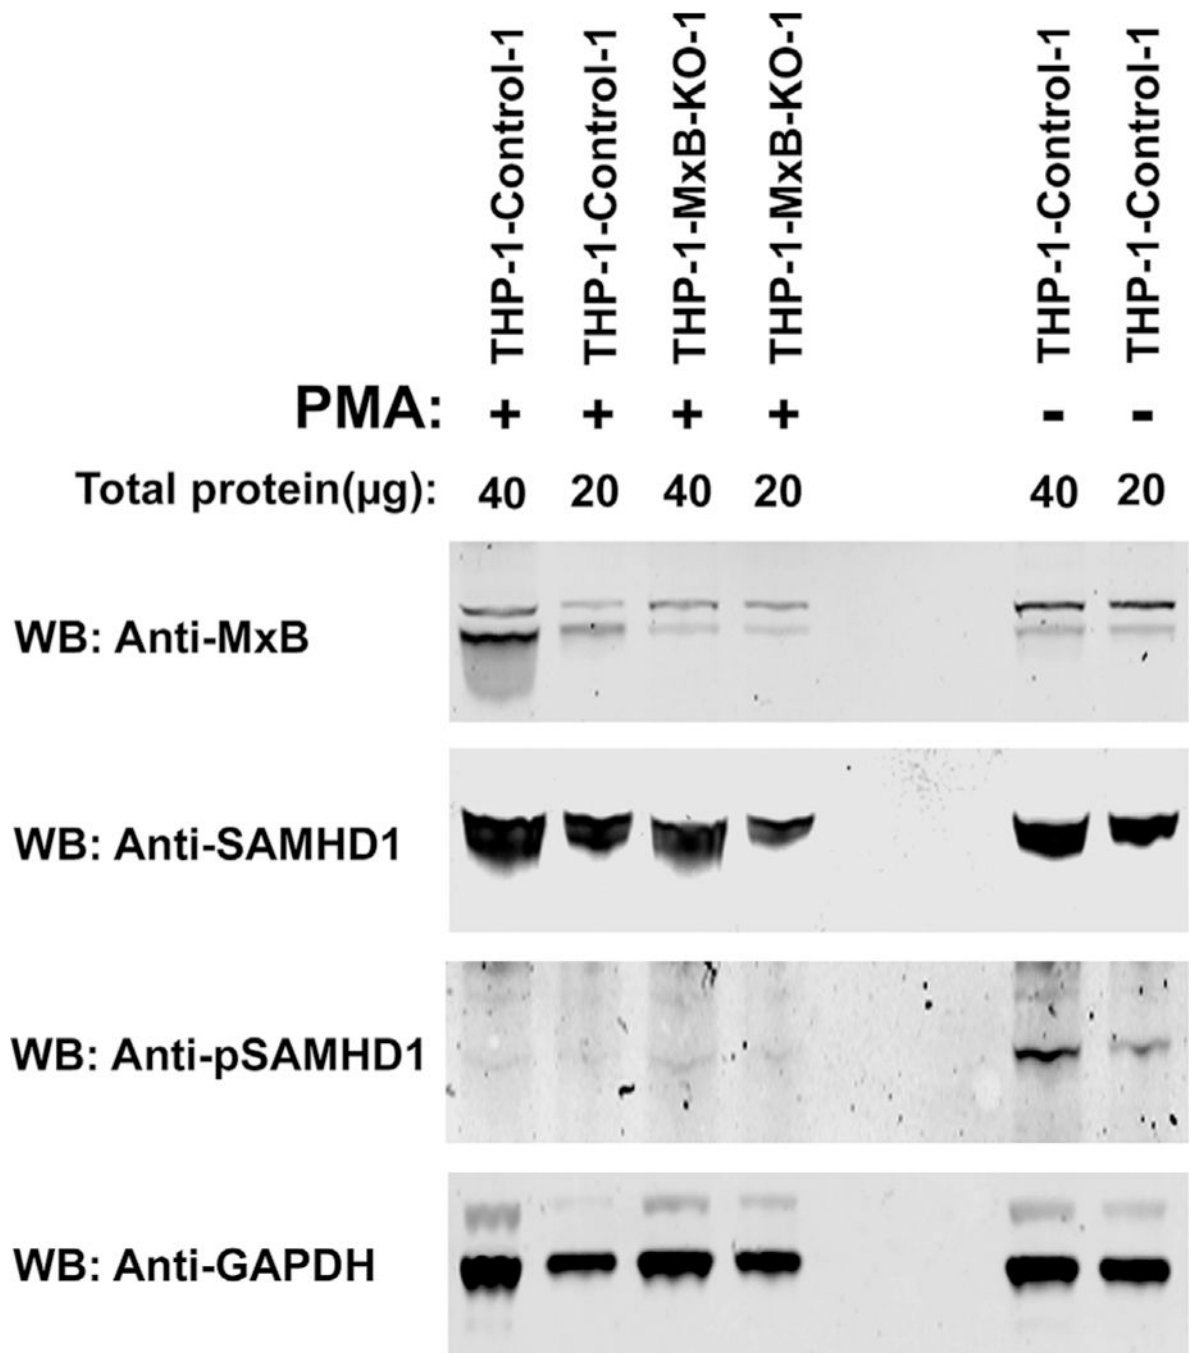 THP-1-Control-1
THP-1-Control-1
THP-1-MxB-KO-1
THP-1-MxB-KO-1
THP-1-Control-1
THP-1-Control-1
PMA: + + + + - -
Total protein(µg): 40 20 40 20 40 20
WB: Anti-MxB
WB: Anti-SAMHD1
WB: Anti-pSAMHD1
WB: Anti-GAPDH